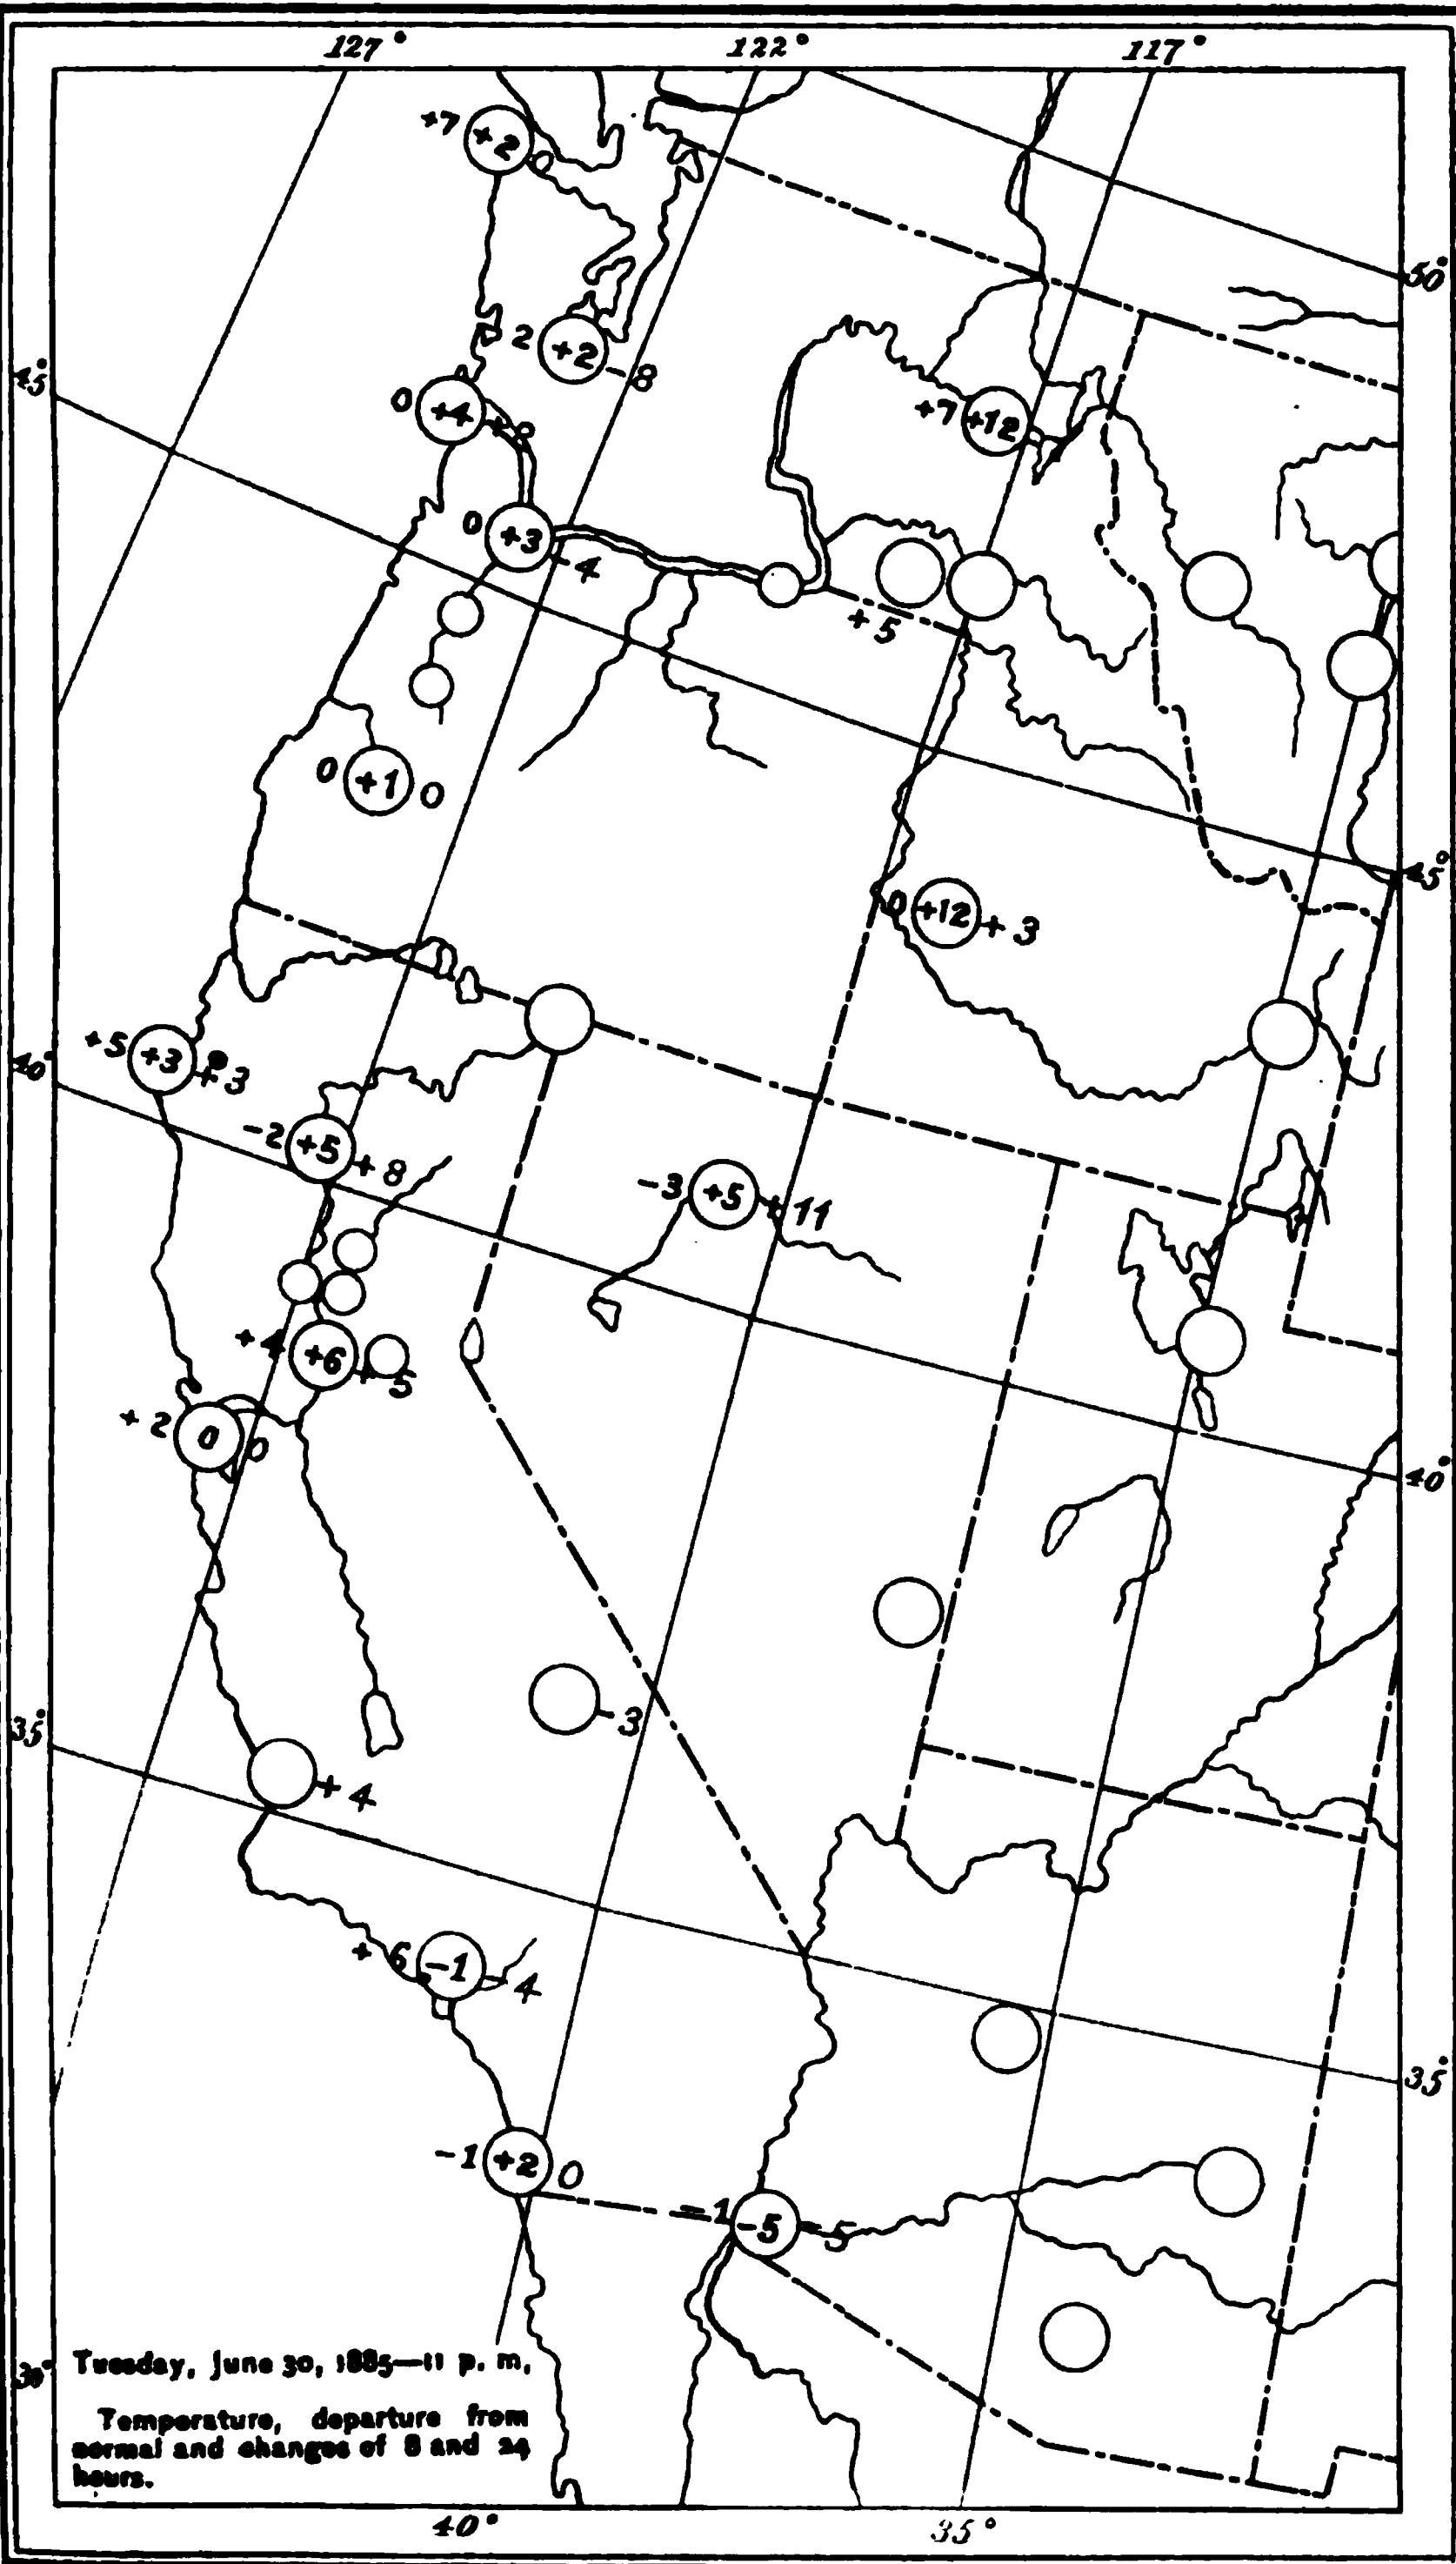 127° 122° 117°
+7 +2 0
50°
2 +2 -8
45°
0 +4 +8
+7 +12
0 +3 -4
+5
0 +1 0
45°
0 +12 +3
+5 +3 +3
40°
-2 +5 +8
-3 +5 +11
+4 +6 +5
+2 0 0
40°
-3
35°
+4
+6 -1 -4
35°
-1 +2 0
-1 -5 -5
Tuesday, June 30, 1885—11 p. m,
30°
Temperature, departure from
normal and changes of 8 and 24
hours.
40° 35°